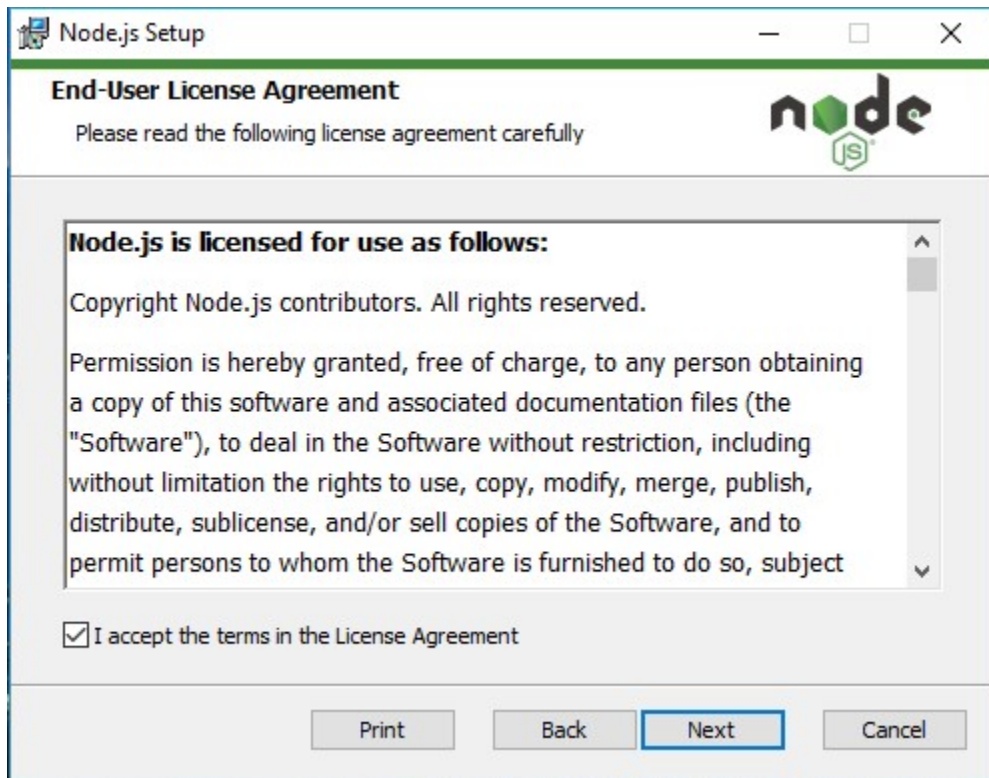 Node.js Setup
End-User License Agreement
Please read the following license agreement carefully
node
JS
Node.js is licensed for use as follows:
Copyright Node.js contributors. All rights reserved.
Permission is hereby granted, free of charge, to any person obtaining
a copy of this software and associated documentation files (the
"Software"), to deal in the Software without restriction, including
without limitation the rights to use, copy, modify, merge, publish,
distribute, sublicense, and/or sell copies of the Software, and to
permit persons to whom the Software is furnished to do so, subject
I accept the terms in the License Agreement
Print Back Next Cancel